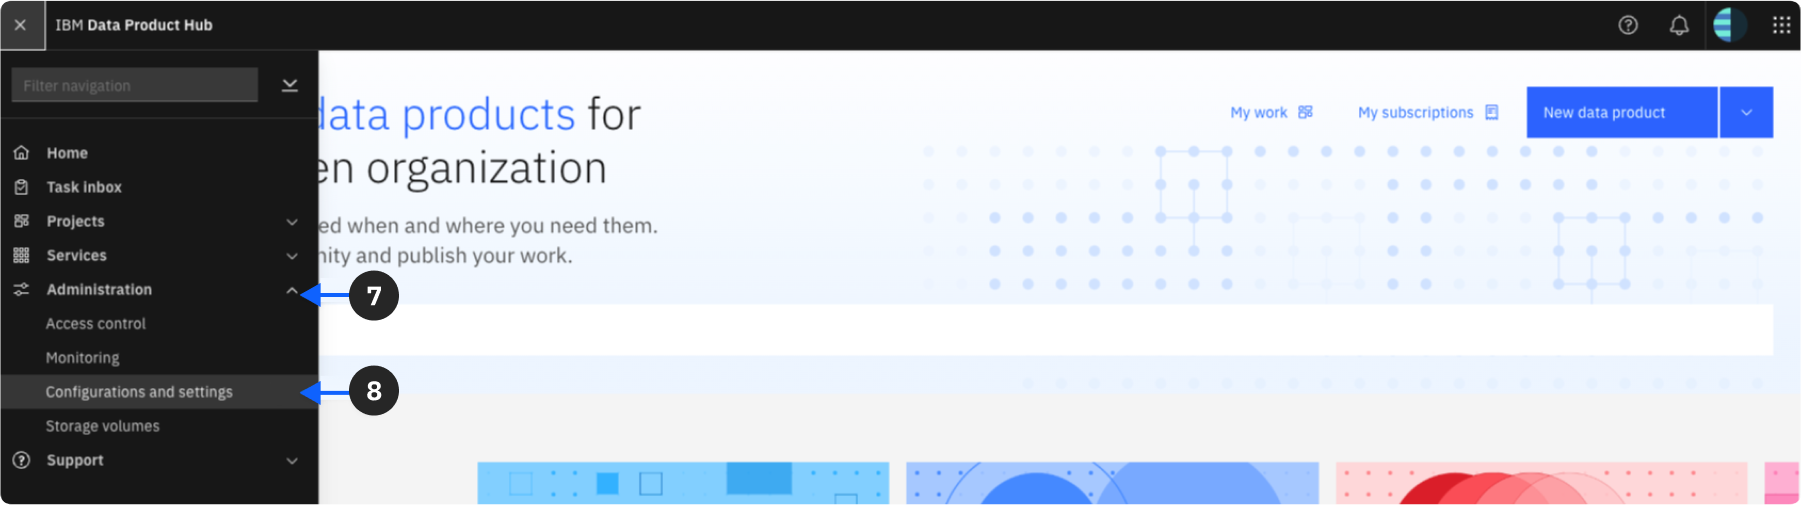 IBM Data Product Hub
Filter navigation
Home
Task inbox
Projects
Services
Administration
7
Access control
Monitoring
Configurations and settings
8
Storage volumes
Support
data products for
en organization
ed when and where you need them.
nity and publish your work.
My work
My subscriptions
New data product